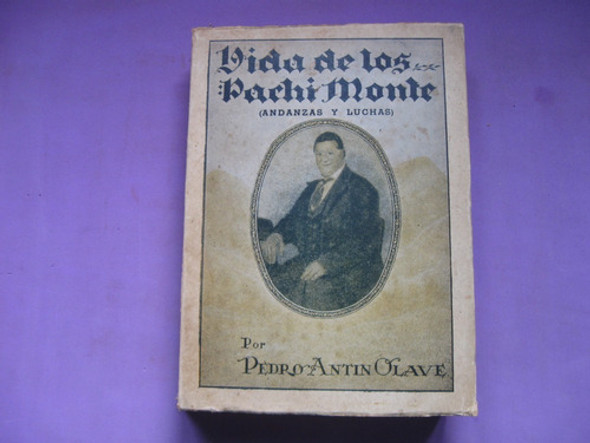 Vida de los
Pachi Monte
(ANDANZAS Y LUCHAS)
Por
PEDRO ANTIN OLAVE